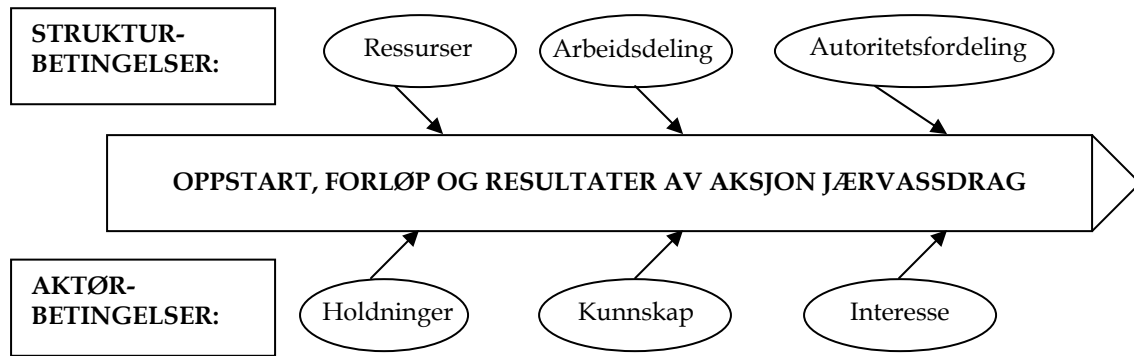 STRUKTUR-
BETINGELSER:
Ressurser
Arbeidsdeling
Autoritetsfordeling
OPPSTART, FORLØP OG RESULTATER AV AKSJON JÆRVASSDRAG
AKTØR-
BETINGELSER:
Holdninger
Kunnskap
Interesse